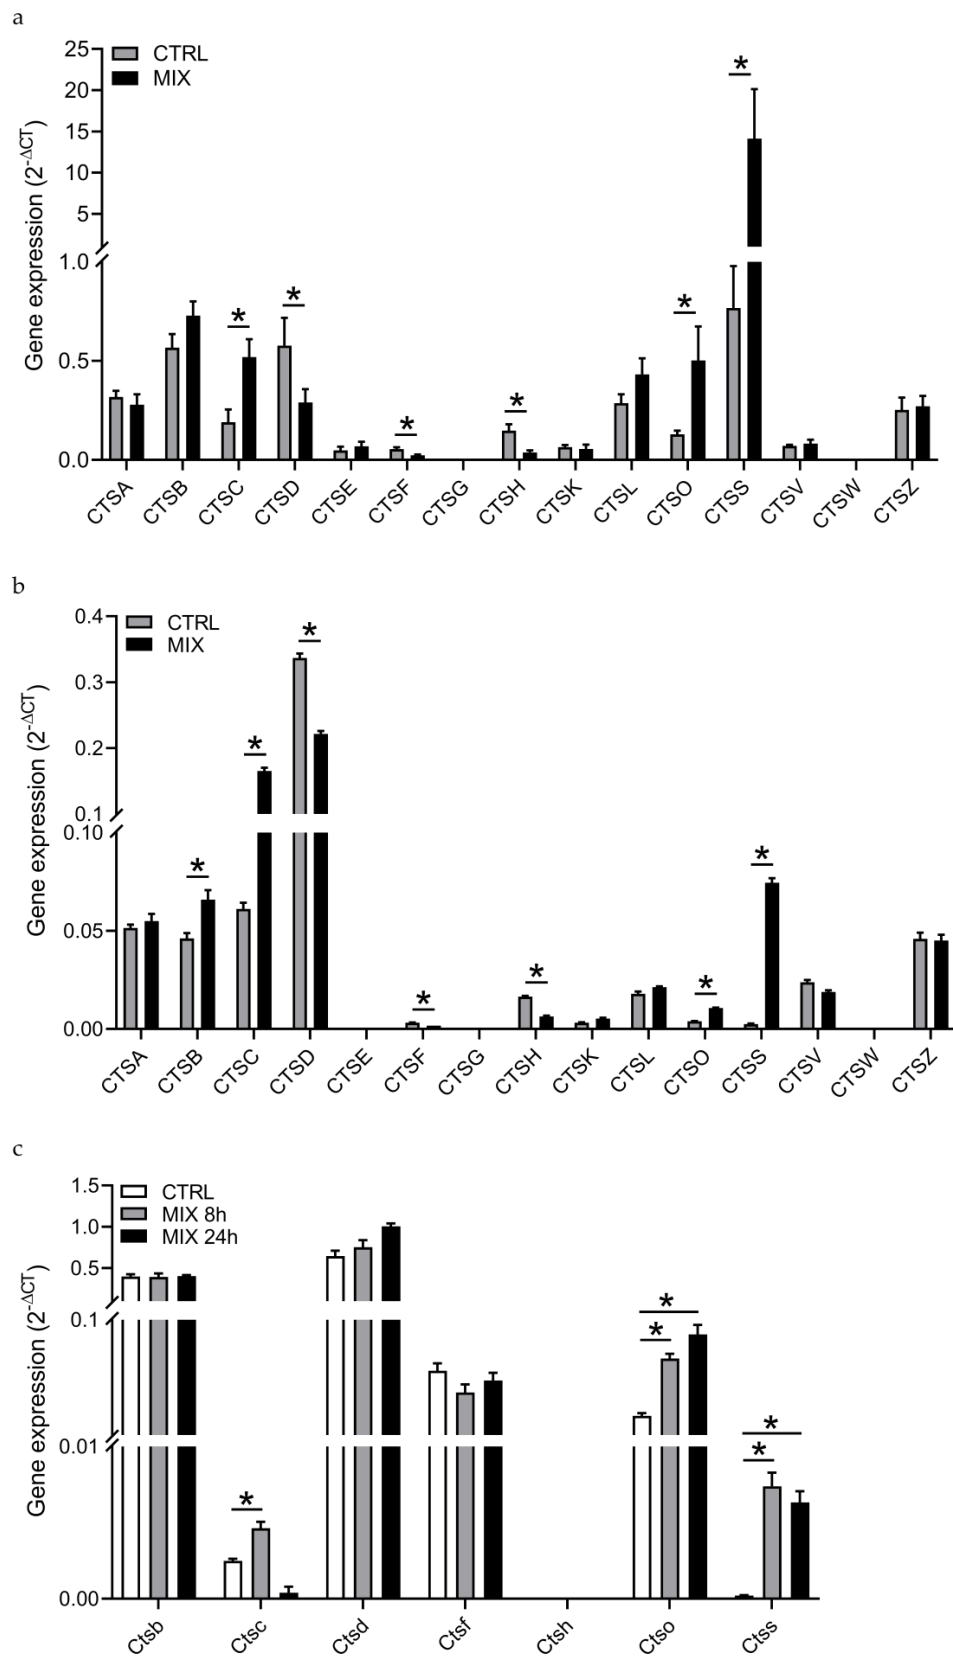 a
CTRL
MIX
Gene expression (2-ΔCT)
25
20
15
10
5
1.0
0.5
0.0
* * * * * * *
CTSA CTSB CTSC CTSD CTSE CTSF CTSG CTSH CTSK CTSL CTSO CTSS CTSV CTSW CTSZ
b
CTRL
MIX
Gene expression (2-ΔCT)
0.4
0.3
0.2
0.1
0.10
0.05
0.00
* * * * * * *
CTSA CTSB CTSC CTSD CTSE CTSF CTSG CTSH CTSK CTSL CTSO CTSS CTSV CTSW CTSZ
c
CTRL
MIX 8h
MIX 24h
Gene expression (2-ΔCT)
1.5
1.0
0.5
0.1
0.01
0.00
* * * * *
Ctsb Ctsc Ctsd Ctsf Ctsh Ctso Ctss